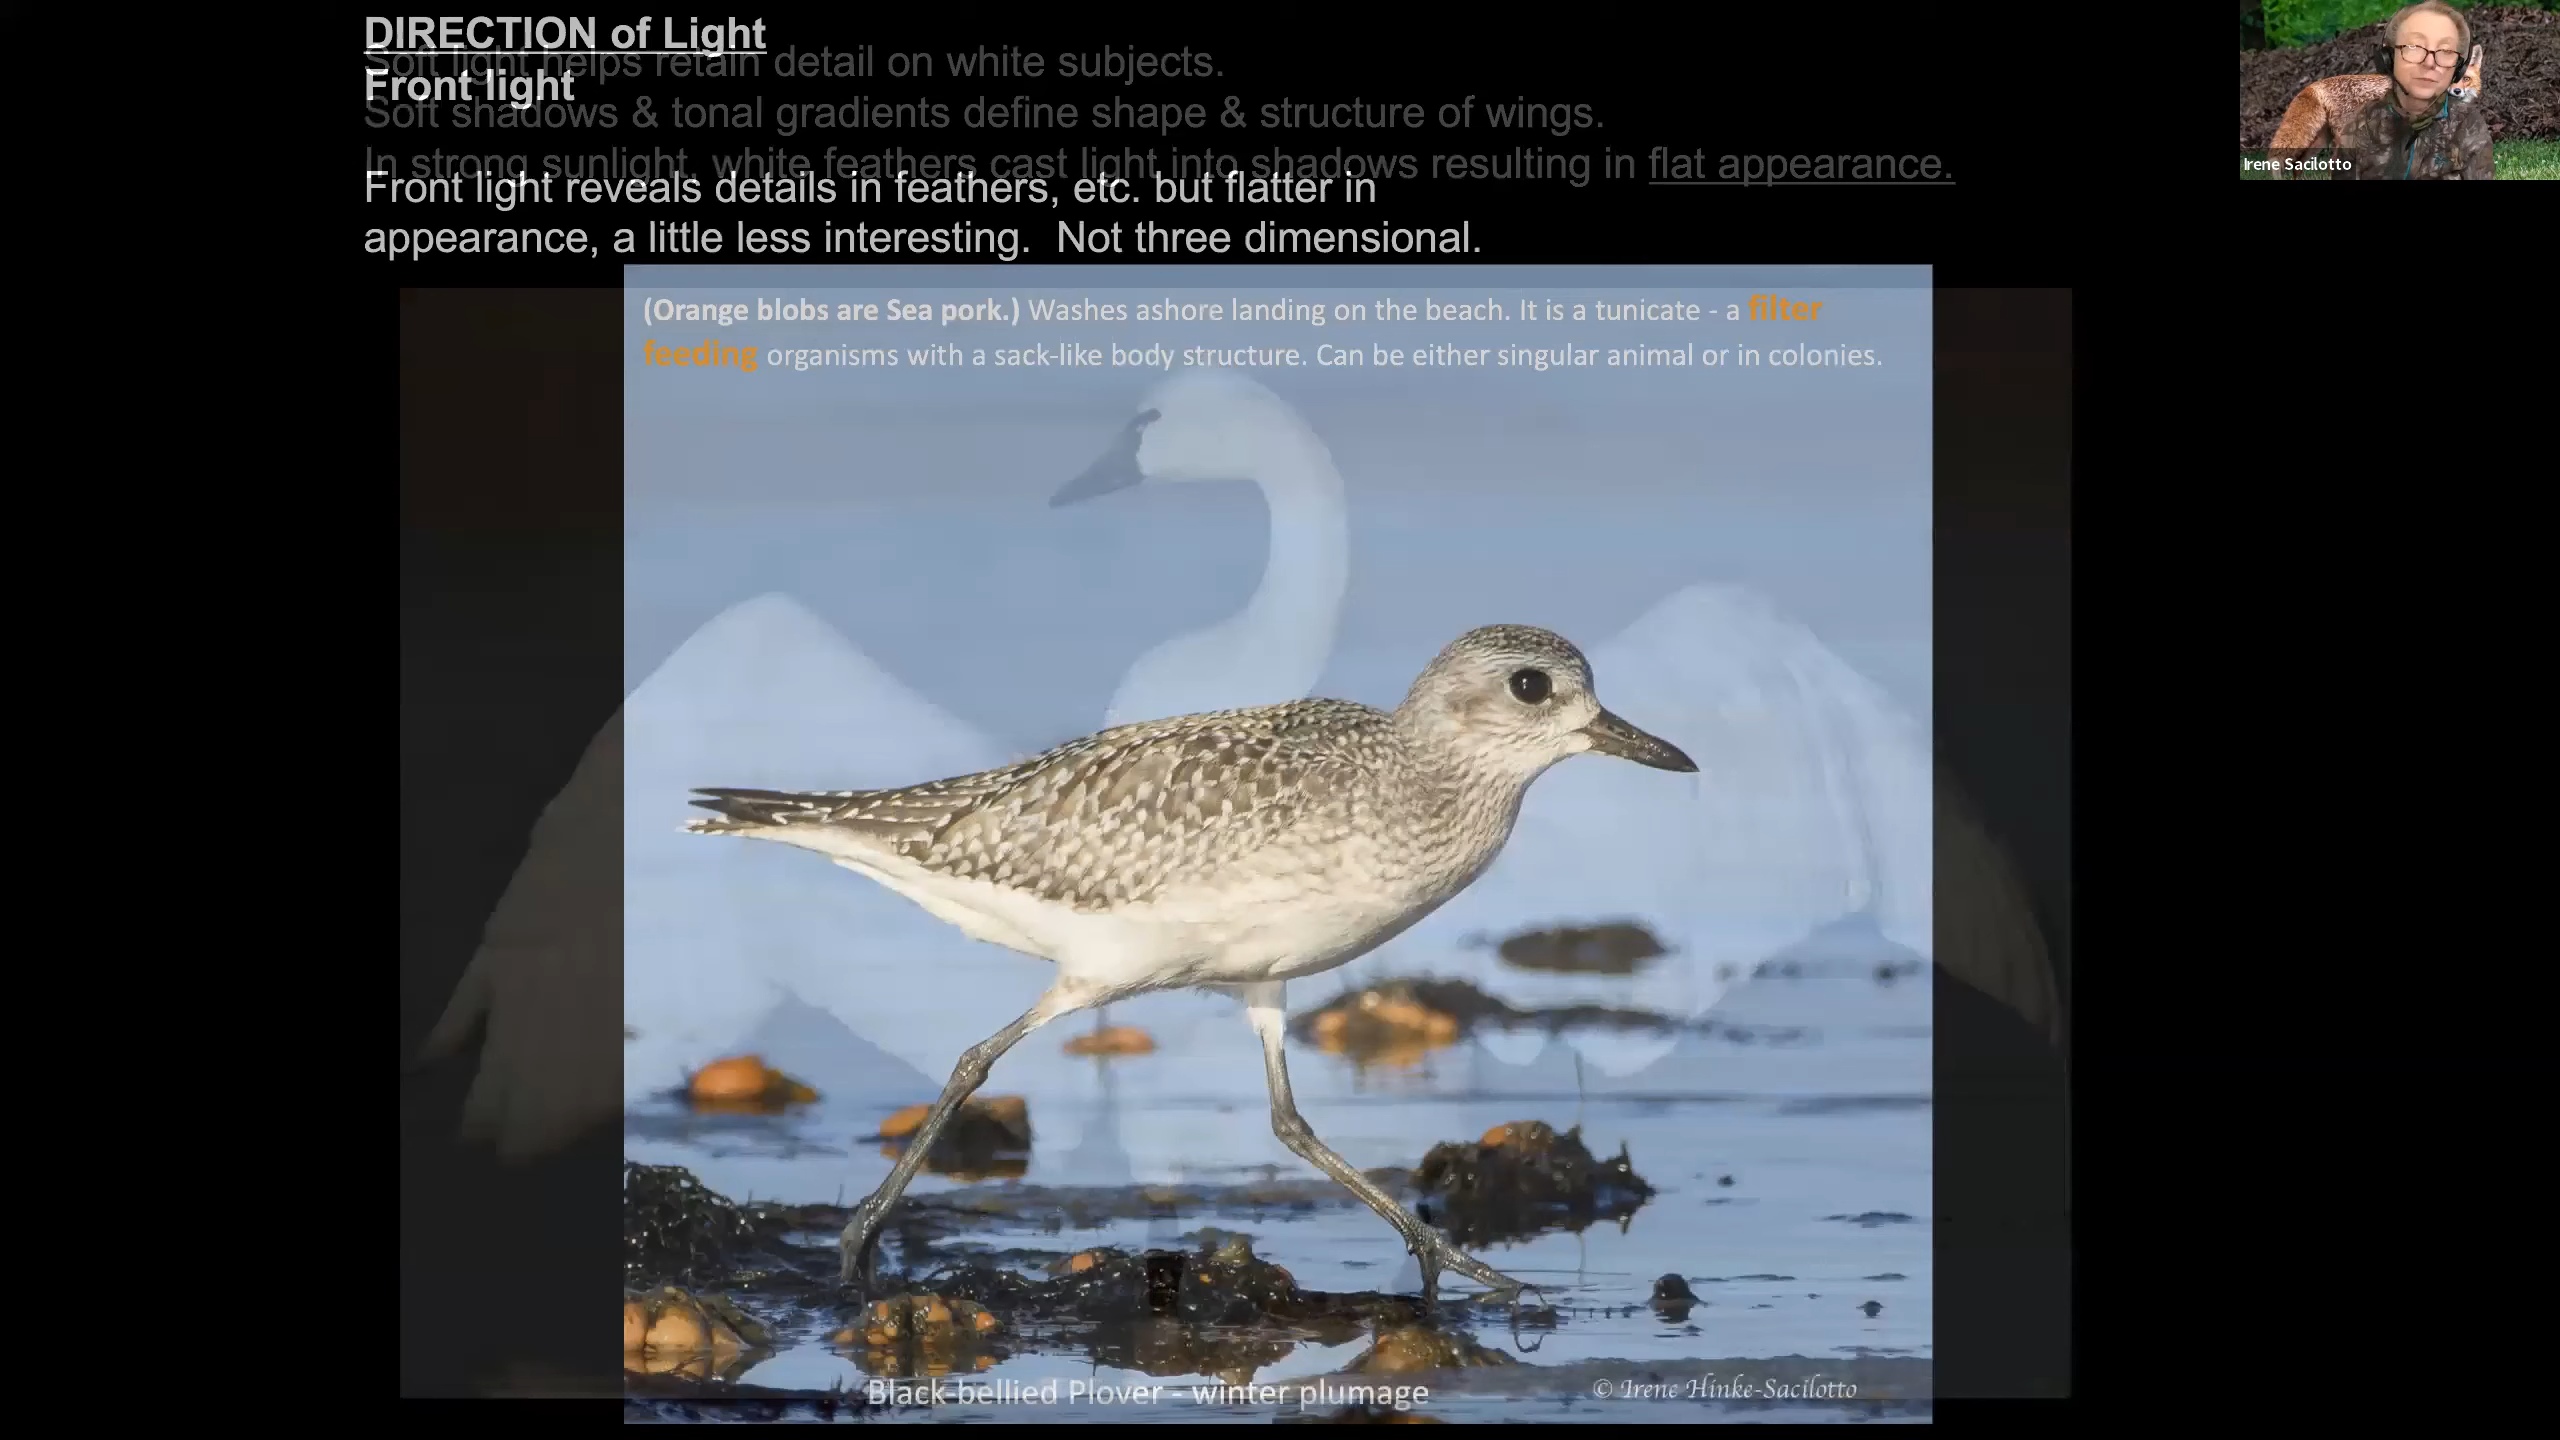 DIRECTION of Light
Soft light helps retain detail on white subjects.
Front light
Soft shadows & tonal gradients define shape & structure of wings.
In strong sunlight, white feathers cast light into shadows resulting in flat appearance.
Front light reveals details in feathers, etc. but flatter in
appearance, a little less interesting.  Not three dimensional.
Irene Sacilotto
(Orange blobs are Sea pork.) Washes ashore landing on the beach. It is a tunicate - a filter
feeding organisms with a sack-like body structure. Can be either singular animal or in colonies.
Black-bellied Plover - winter plumage
© Irene Hinke-Sacilotto